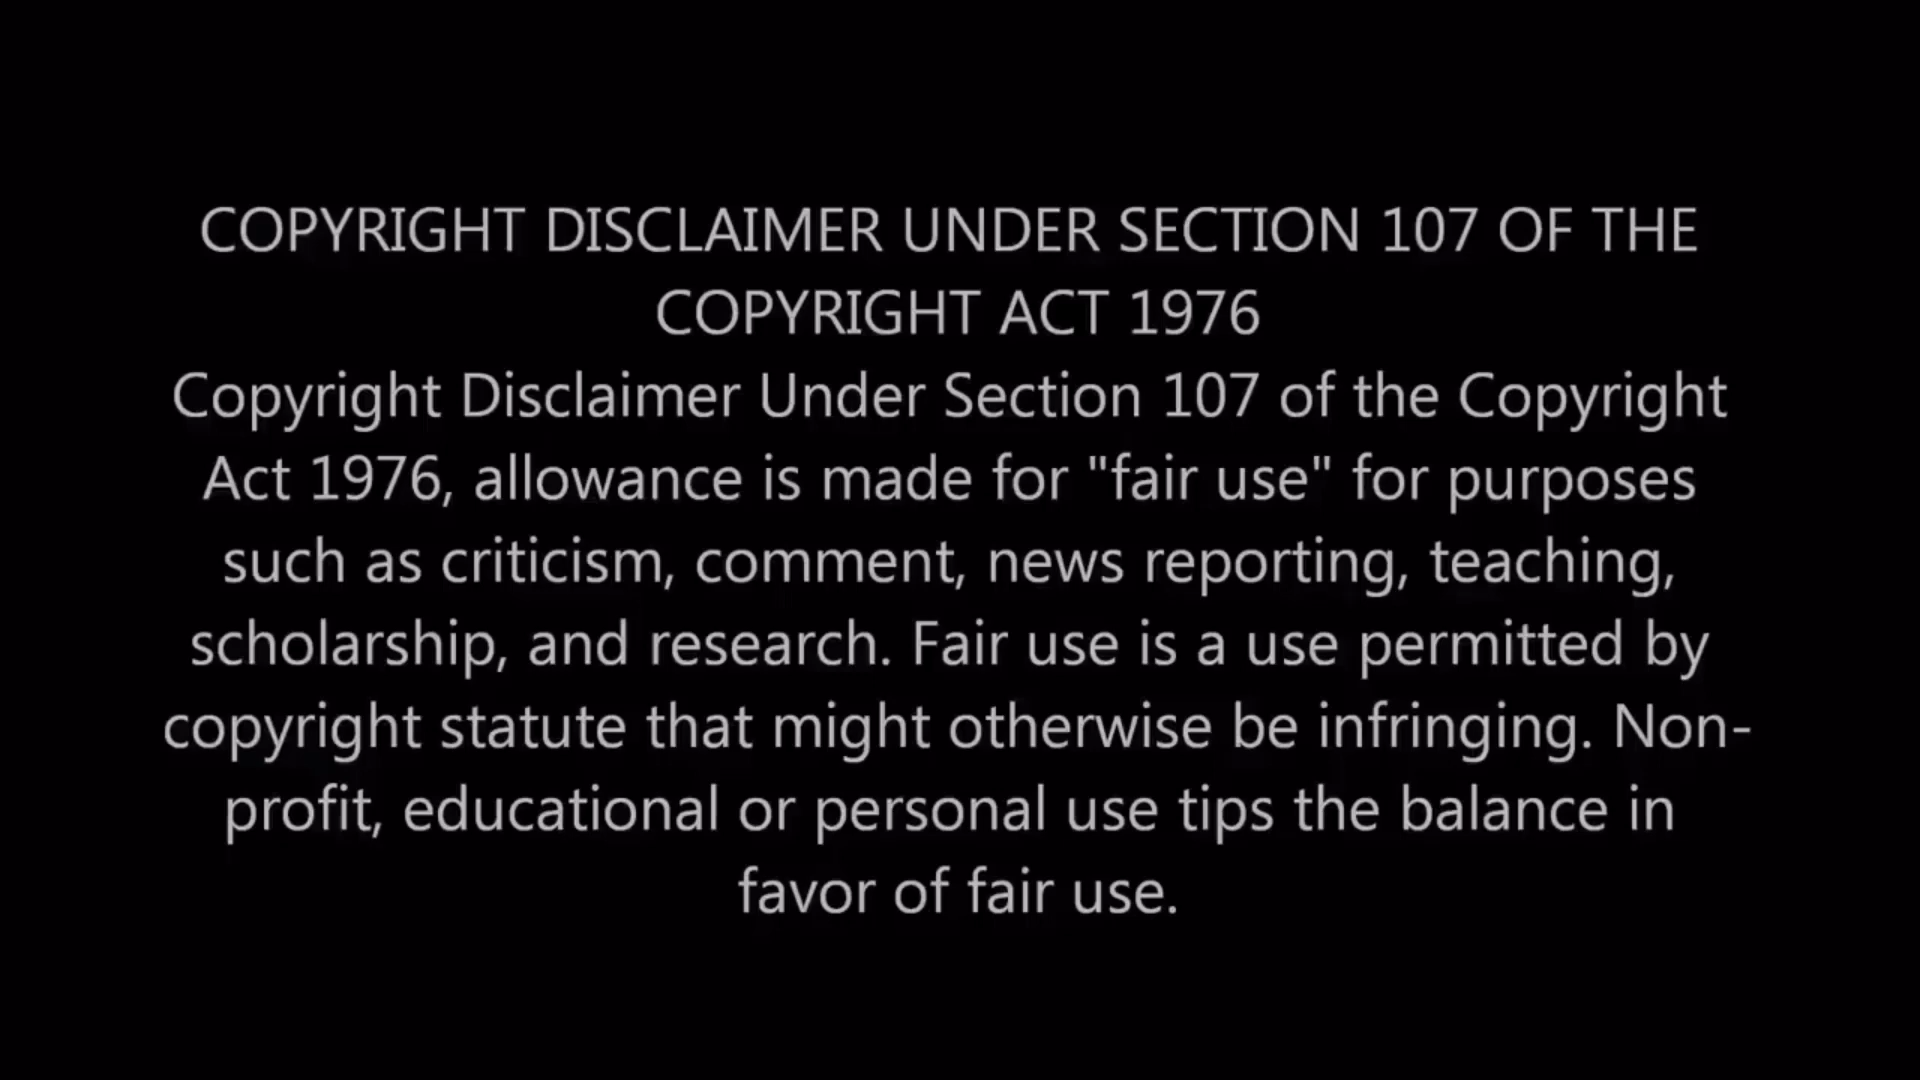 COPYRIGHT DISCLAIMER UNDER SECTION 107 OF THE
COPYRIGHT ACT 1976
Copyright Disclaimer Under Section 107 of the Copyright
Act 1976, allowance is made for "fair use" for purposes
such as criticism, comment, news reporting, teaching,
scholarship, and research. Fair use is a use permitted by
copyright statute that might otherwise be infringing. Non-
profit, educational or personal use tips the balance in
favor of fair use.